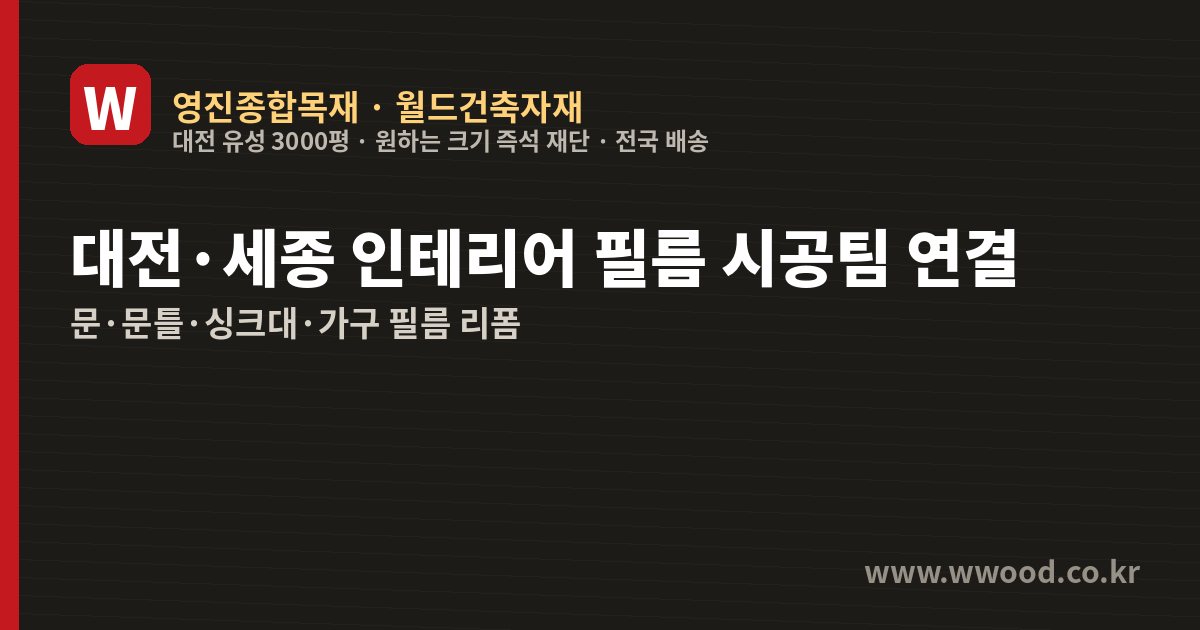 W
영진종합목재 · 월드건축자재
대전 유성 3000평 · 원하는 크기 즉석 재단 · 전국 배송
대전·세종 인테리어 필름 시공팀 연결
문·문틀·싱크대·가구 필름 리폼
www.wwood.co.kr